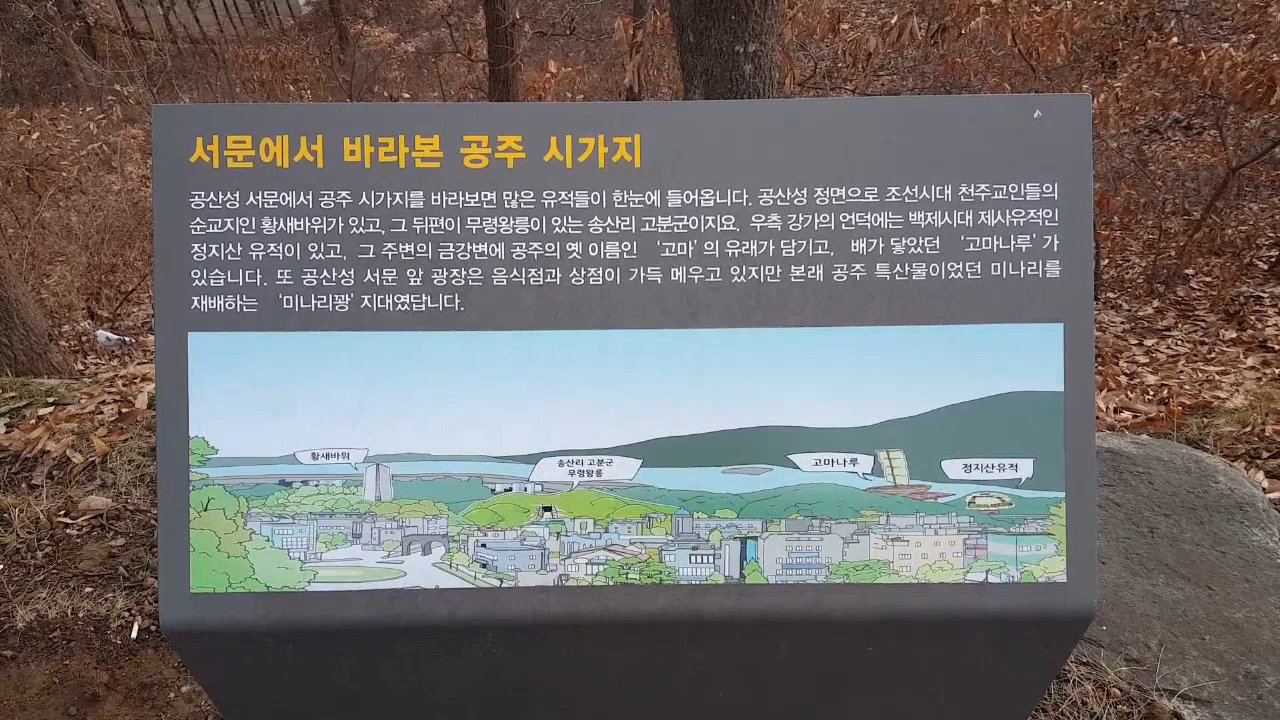 서문에서 바라본 공주 시가지
공산성 서문에서 공주 시가지를 바라보면 많은 유적들이 한눈에 들어옵니다. 공산성 정면으로 조선시대 천주교인들의
순교지인 황새바위가 있고, 그 뒤편이 무령왕릉이 있는 송산리 고분군이지요. 우측 강가의 언덕에는 백제시대 제사유적인
정지산 유적이 있고, 그 주변의 금강변에 공주의 옛 이름인 '고마'의 유래가 담기고, 배가 닿았던 '고마나루'가
있습니다. 또 공산성 서문 앞 광장은 음식점과 상점이 가득 메우고 있지만 본래 공주 특산물이었던 미나리를
재배하는 '미나리꽝' 지대였답니다.
황새바위
송산리 고분군
무령왕릉
고마나루
정지산유적